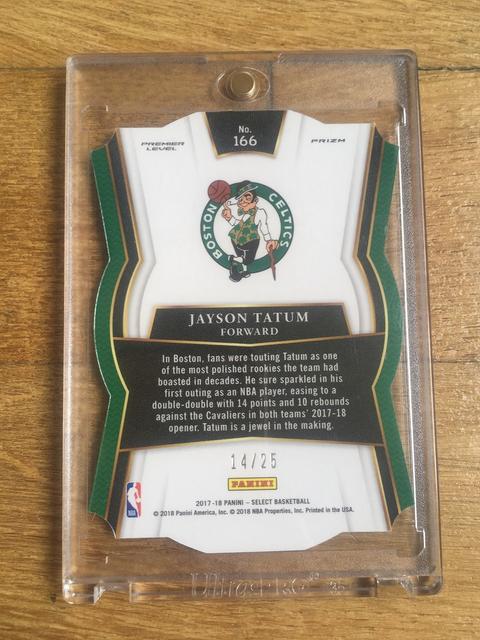 No.
166
PREMIER
LEVEL
PRIZM
BOSTON CELTICS
JAYSON TATUM
FORWARD
In Boston, fans were touting Tatum as one
of the most polished rookies the team had
boasted in decades. He sure sparkled in his
first outing as an NBA player, easing to a
double-double with 14 points and 10 rebounds
against the Cavaliers in both teams' 2017-18
opener. Tatum is a jewel in the making.
14/25
PANINI
NBA
2017-18 PANINI – SELECT BASKETBALL
© 2018 Panini America, Inc. © 2018 NBA Properties, Inc. Printed in the USA.